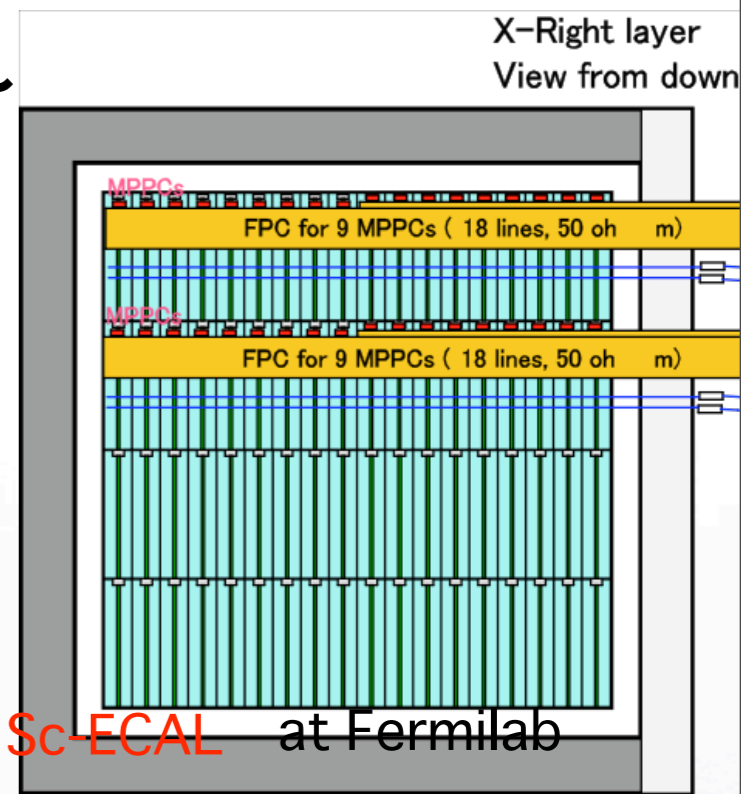 X-Right layer
View from down
MPPCs
FPC for 9 MPPCs ( 18 lines, 50 oh m)
MPPCs
FPC for 9 MPPCs ( 18 lines, 50 oh m)
Sc-ECAL at Fermilab